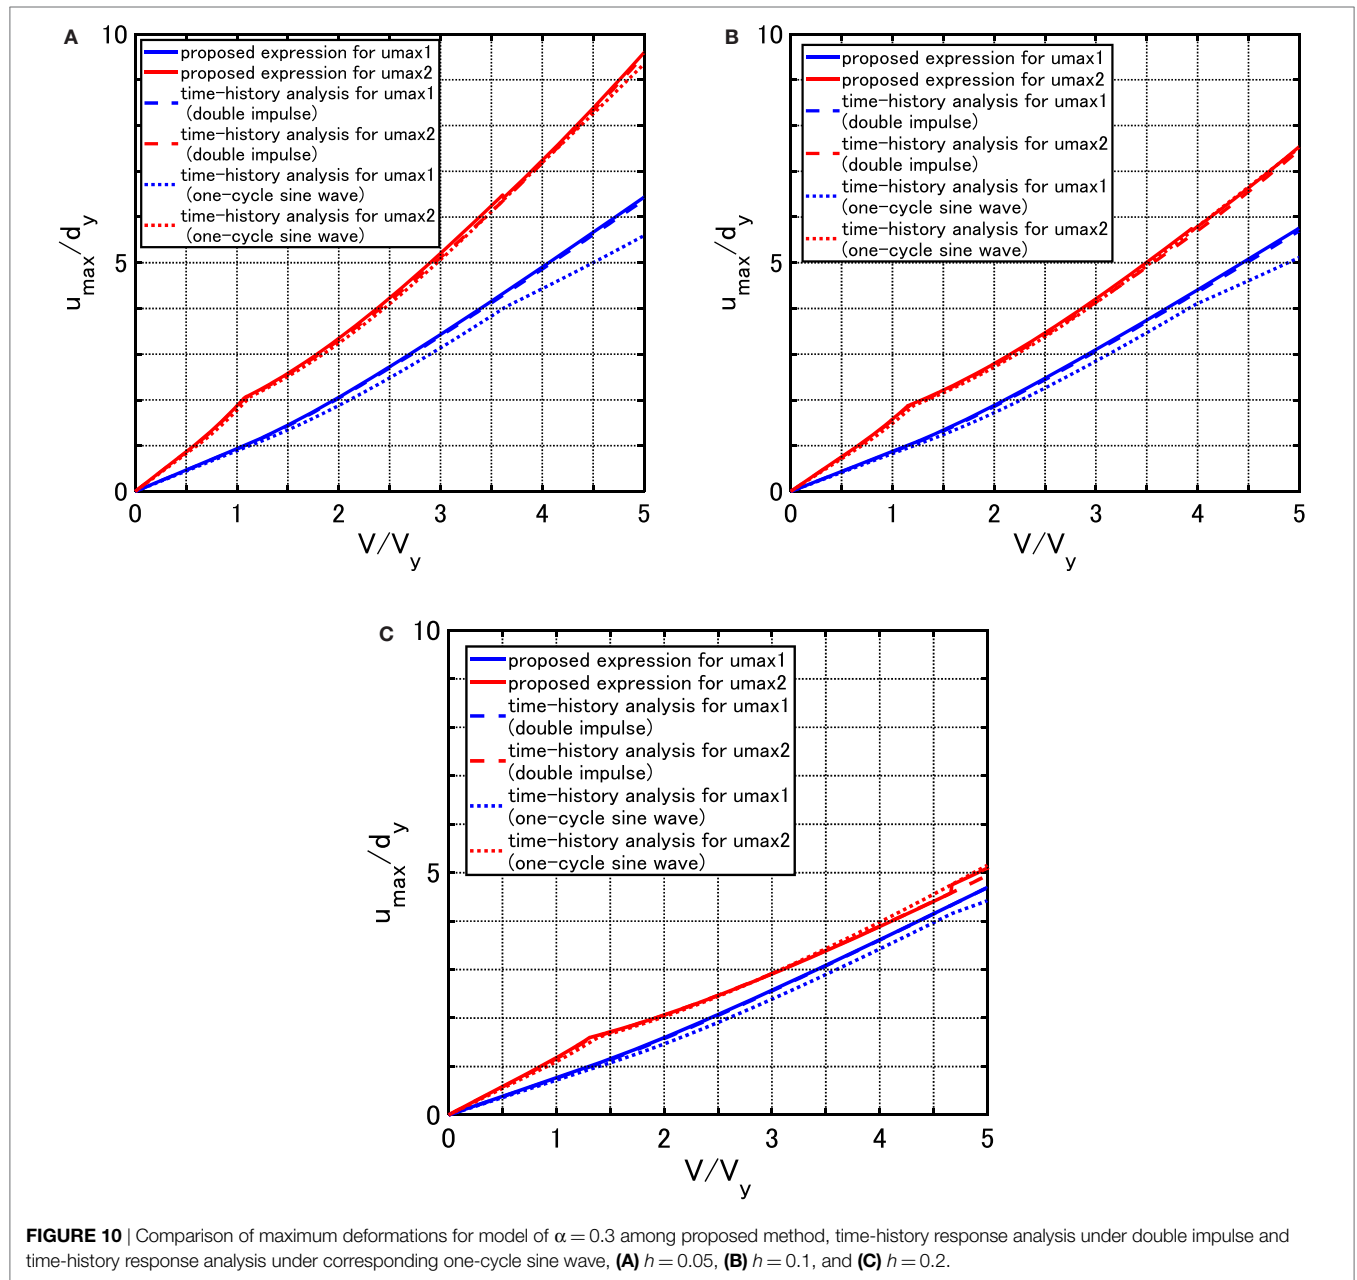 A
10
5
0
0 1 2 3 4 5
u_max/d_y
V/V_y
proposed expression for umax1
proposed expression for umax2
time-history analysis for umax1
(double impulse)
time-history analysis for umax2
(double impulse)
time-history analysis for umax1
(one-cycle sine wave)
time-history analysis for umax2
(one-cycle sine wave)
B
10
5
0
0 1 2 3 4 5
u_max/d_y
V/V_y
proposed expression for umax1
proposed expression for umax2
time-history analysis for umax1
(double impulse)
time-history analysis for umax2
(double impulse)
time-history analysis for umax1
(one-cycle sine wave)
time-history analysis for umax2
(one-cycle sine wave)
C
10
5
0
0 1 2 3 4 5
u_max/d_y
V/V_y
proposed expression for umax1
proposed expression for umax2
time-history analysis for umax1
(double impulse)
time-history analysis for umax2
(double impulse)
time-history analysis for umax1
(one-cycle sine wave)
time-history analysis for umax2
(one-cycle sine wave)
FIGURE 10 | Comparison of maximum deformations for model of α = 0.3 among proposed method, time-history response analysis under double impulse and
time-history response analysis under corresponding one-cycle sine wave, (A) h = 0.05, (B) h = 0.1, and (C) h = 0.2.